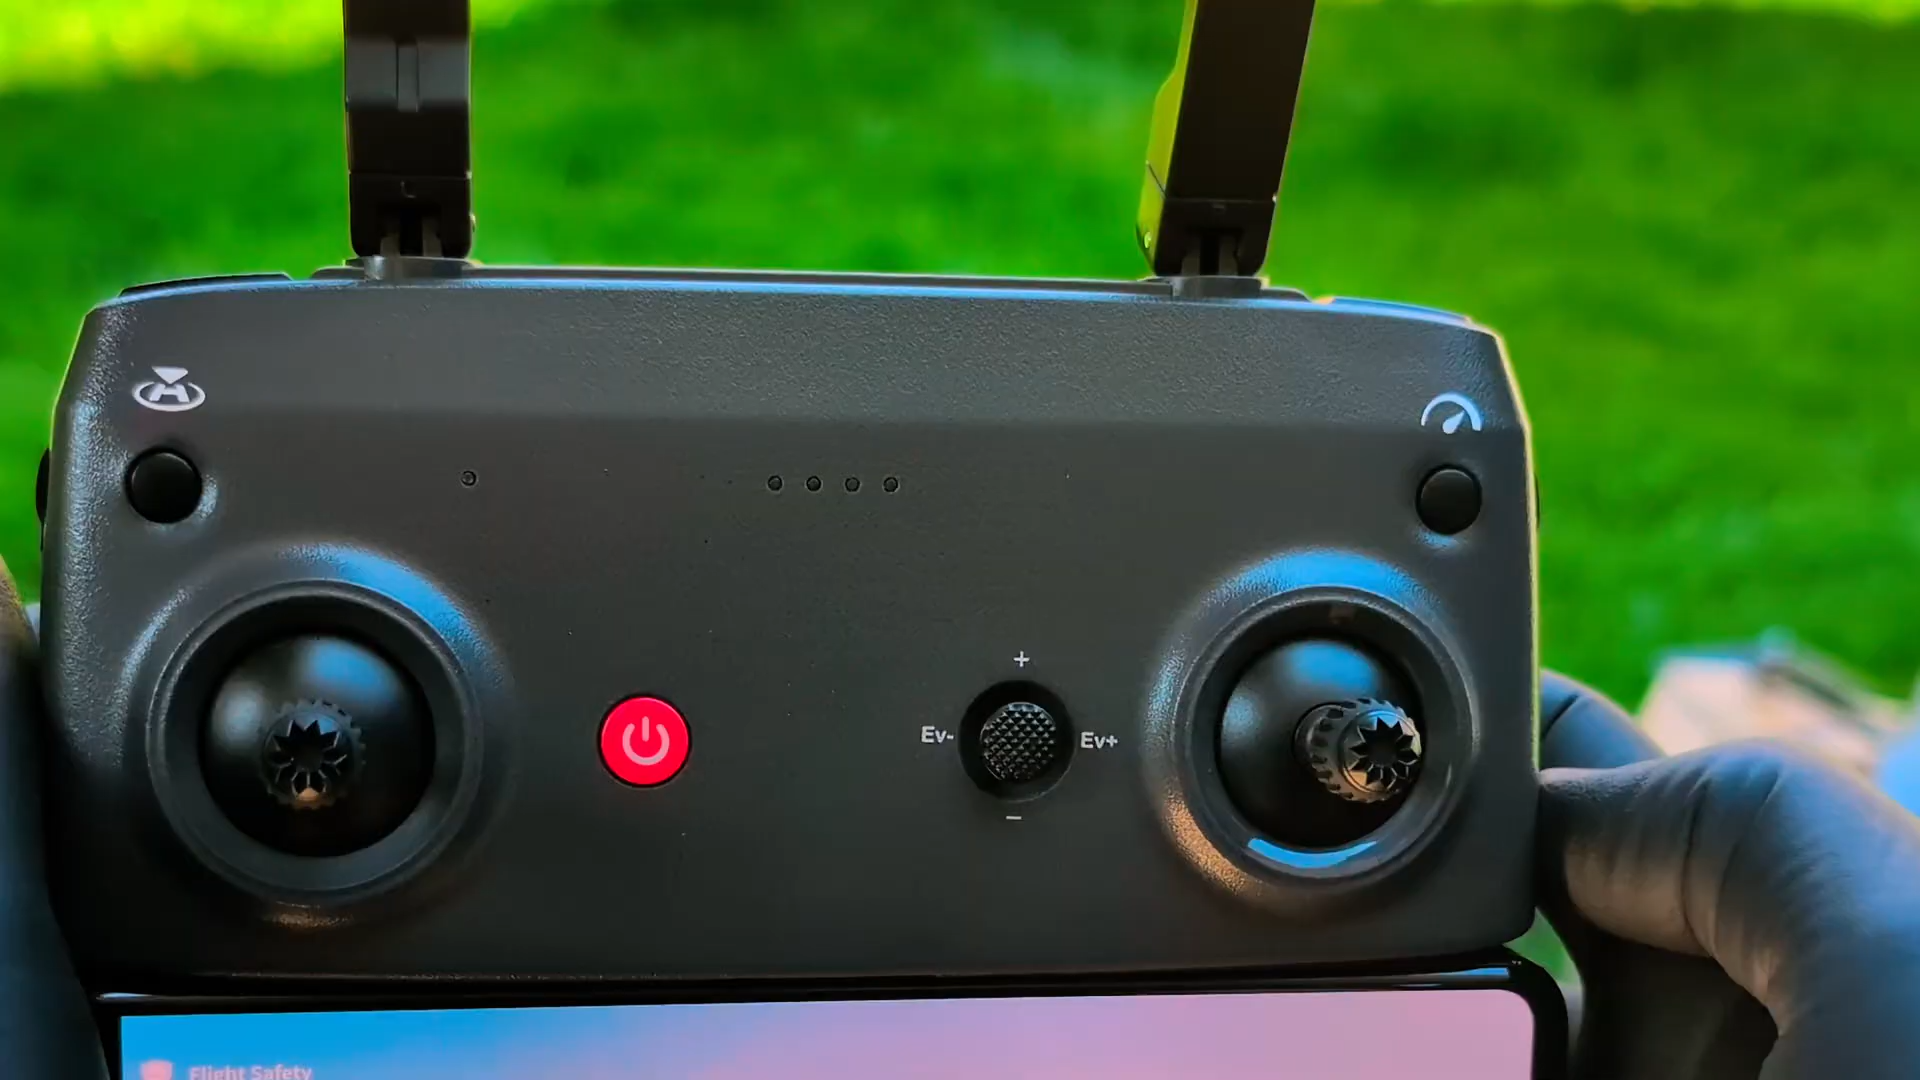 H
+
Ev-
Ev+
−
Flight Safety